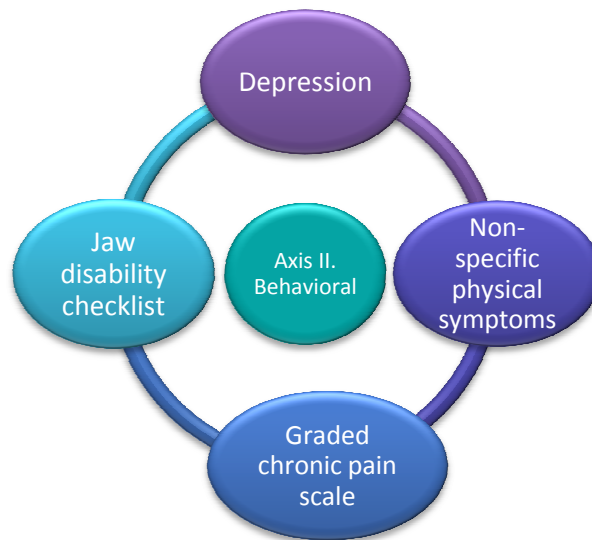 Depression
Jaw
disability
checklist
Axis II.
Behavioral
Non-
specific
physical
symptoms
Graded
chronic pain
scale